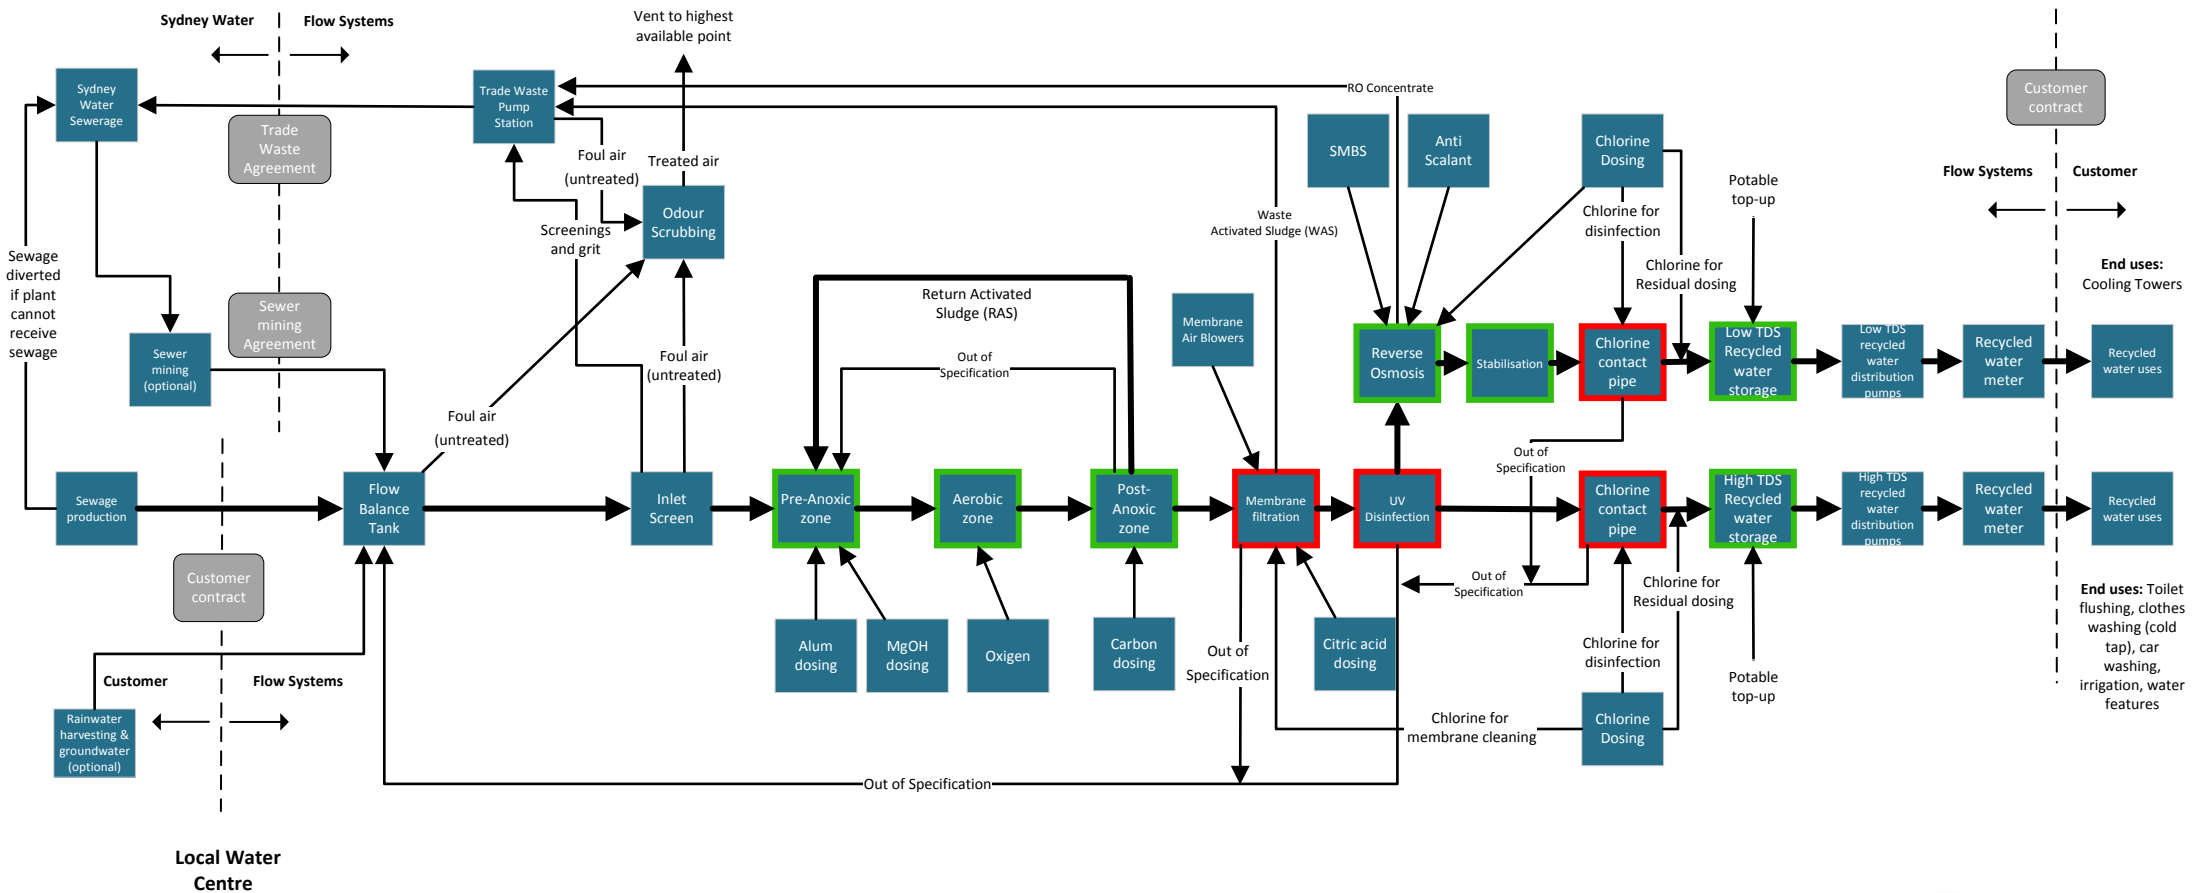 Sydney Water
Flow Systems
Vent to highest
available point
Sydney
Water
Sewerage
Trade Waste
Pump
Station
RO Concentrate
Customer
contract
Trade
Waste
Agreement
Foul air
(untreated)
Treated air
SMBS
Anti
Scalant
Chlorine
Dosing
Flow Systems
Customer
Potable
top-up
Odour
Scrubbing
Screenings
and grit
Waste
Activated Sludge (WAS)
Chlorine for
disinfection
Chlorine for
Residual dosing
Sewage
diverted
if plant
cannot
receive
sewage
End uses:
Cooling Towers
Return Activated
Sludge (RAS)
Sewer
mining
Agreement
Membrane
Air Blowers
Sewer
mining
(optional)
Foul air
(untreated)
Out of
Specification
Reverse
Osmosis
Stabilisation
Chlorine
contact
pipe
Low TDS
Recycled
water
storage
Low TDS
recycled
water
distribution
pumps
Recycled
water
meter
Recycled
water uses
Foul air
(untreated)
Out of
Specification
Sewage
production
Flow
Balance
Tank
Inlet
Screen
Pre-Anoxic
zone
Aerobic
zone
Post-
Anoxic
zone
Membrane
filtration
UV
Disinfection
Chlorine
contact
pipe
High TDS
Recycled
water
storage
High TDS
recycled
water
distribution
pumps
Recycled
water
meter
Recycled
water uses
Customer
contract
Out of
Specification
Chlorine for
Residual dosing
End uses: Toilet
flushing, clothes
washing (cold
tap), car
washing,
irrigation, water
features
Alum
dosing
MgOH
dosing
Oxigen
Carbon
dosing
Out of
Specification
Citric acid
dosing
Chlorine for
disinfection
Potable
top-up
Customer
Flow Systems
Rainwater
harvesting &
groundwater
(optional)
Chlorine for
membrane cleaning
Chlorine
Dosing
Out of Specification
Local Water
Centre